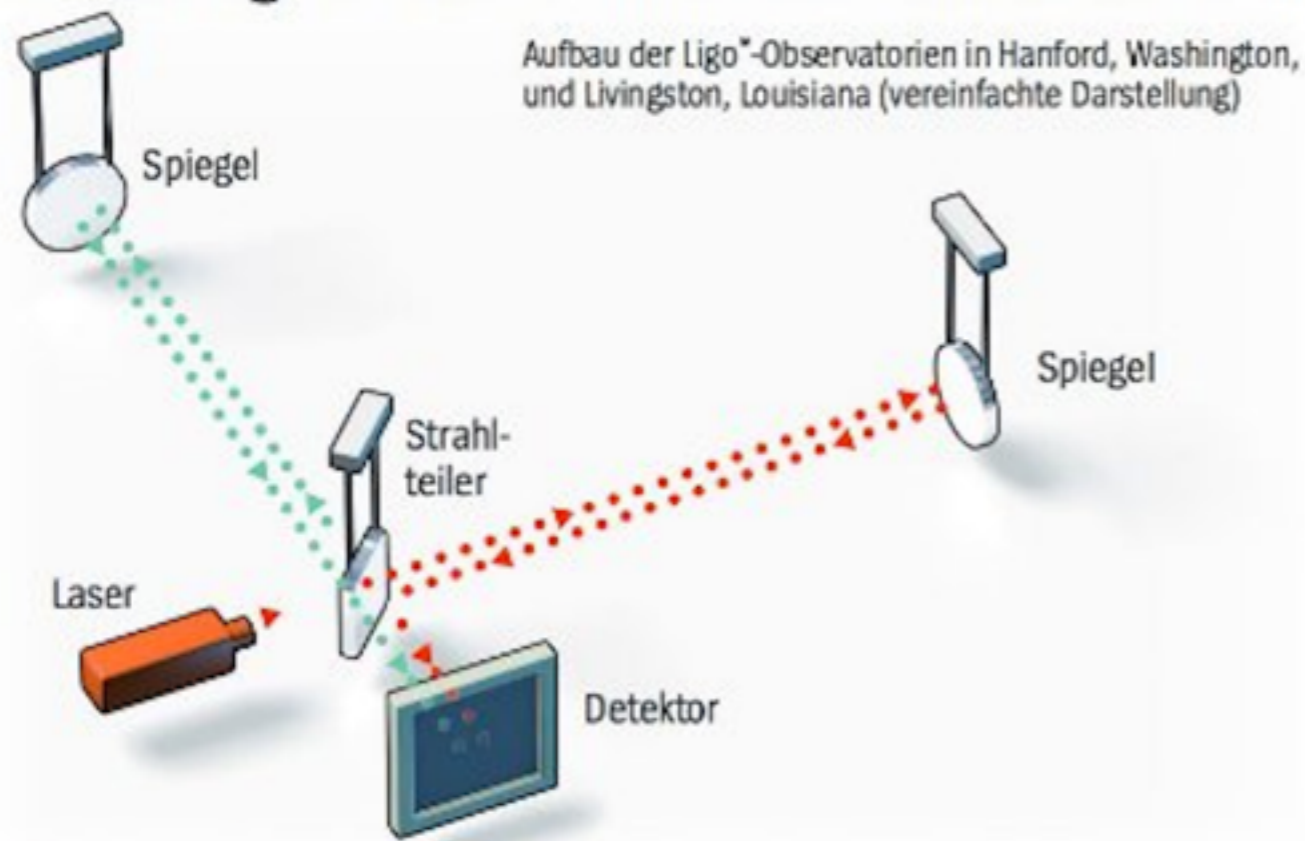 Aufbau der Ligo*-Observatorien in Hanford, Washington,
und Livingston, Louisiana (vereinfachte Darstellung)
Spiegel
Spiegel
Strahl-
teiler
Laser
Detektor